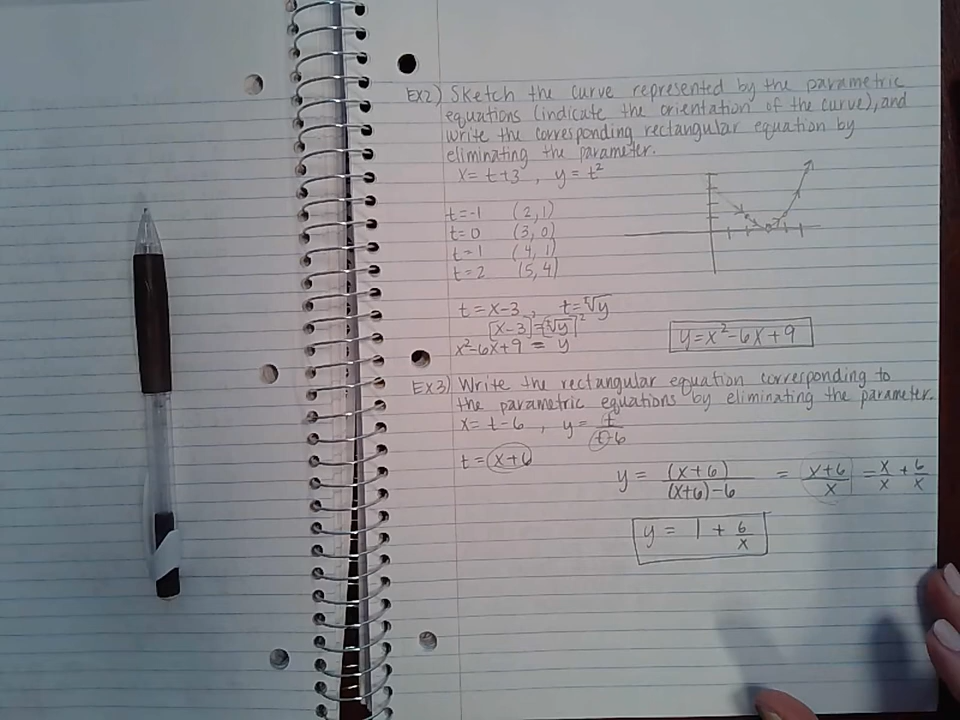 EX2) Sketch the curve represented by the parametric
equations (indicate the orientation of the curve), and
write the corresponding rectangular equation by
eliminating the parameter.
x = t+3 , y = t²
t=-1 (2,1)
t=0 (3,0)
t=1 (4,1)
t=2 (5,4)
t = x-3 , t=√y
[x-3]²=[√y]²
x²-6x+9 = y
y=x²-6x+9
EX3) Write the rectangular equation corresponding to
the parametric equations by eliminating the parameter.
x = t-6 , y = t/(t-6)
t = x+6
y = (x+6)/((x+6)-6) = (x+6)/x = x/x + 6/x
y = 1 + 6/x